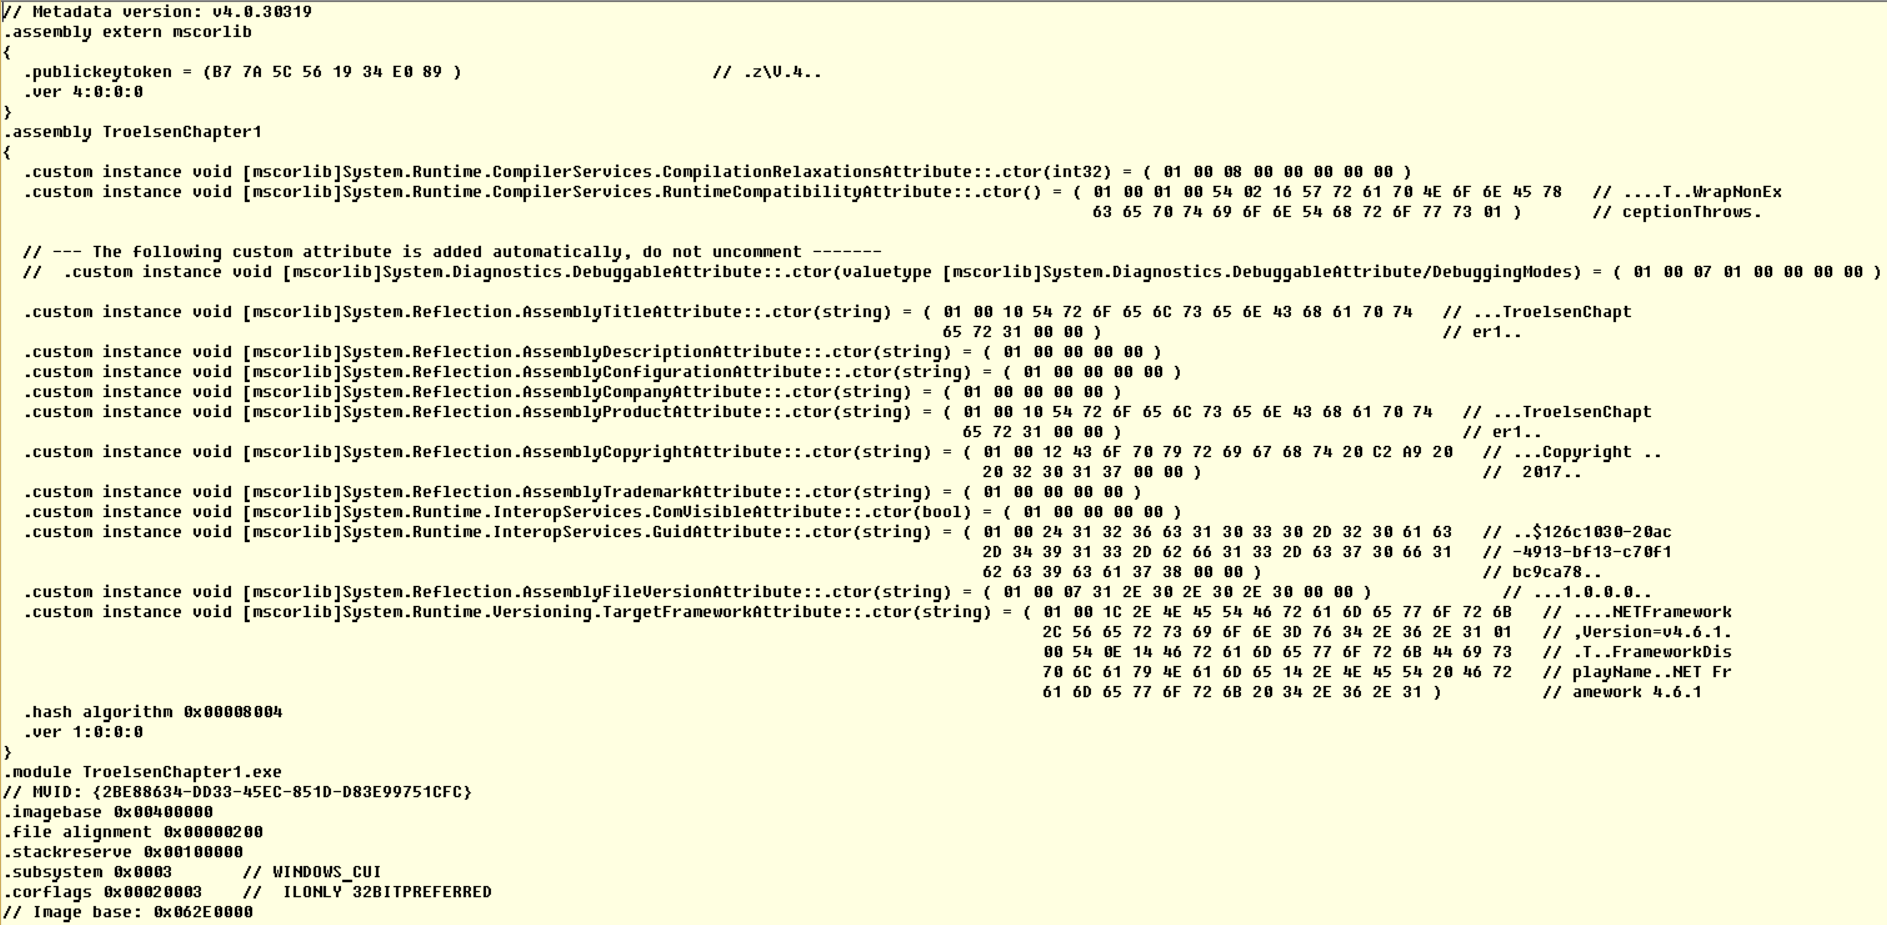 // Metadata version: v4.0.30319
.assembly extern mscorlib
{
  .publickeytoken = (B7 7A 5C 56 19 34 E0 89 )                         // .z\V.4..
  .ver 4:0:0:0
}
.assembly TroelsenChapter1
{
  .custom instance void [mscorlib]System.Runtime.CompilerServices.CompilationRelaxationsAttribute::.ctor(int32) = ( 01 00 08 00 00 00 00 00 )
  .custom instance void [mscorlib]System.Runtime.CompilerServices.RuntimeCompatibilityAttribute::.ctor() = ( 01 00 01 00 54 02 16 57 72 61 70 4E 6F 6E 45 78   // ....T..WrapNonEx
                                                                                                             63 65 70 74 69 6F 6E 54 68 72 6F 77 73 01 )       // ceptionThrows.
  // --- The following custom attribute is added automatically, do not uncomment -------
  //  .custom instance void [mscorlib]System.Diagnostics.DebuggableAttribute::.ctor(valuetype [mscorlib]System.Diagnostics.DebuggableAttribute/DebuggingModes) = ( 01 00 07 01 00 00 00 00 )
  .custom instance void [mscorlib]System.Reflection.AssemblyTitleAttribute::.ctor(string) = ( 01 00 10 54 72 6F 65 6C 73 65 6E 43 68 61 70 74   // ...TroelsenChapt
                                                                                              65 72 31 00 00 )                                  // er1..
  .custom instance void [mscorlib]System.Reflection.AssemblyDescriptionAttribute::.ctor(string) = ( 01 00 00 00 00 )
  .custom instance void [mscorlib]System.Reflection.AssemblyConfigurationAttribute::.ctor(string) = ( 01 00 00 00 00 )
  .custom instance void [mscorlib]System.Reflection.AssemblyCompanyAttribute::.ctor(string) = ( 01 00 00 00 00 )
  .custom instance void [mscorlib]System.Reflection.AssemblyProductAttribute::.ctor(string) = ( 01 00 10 54 72 6F 65 6C 73 65 6E 43 68 61 70 74   // ...TroelsenChapt
                                                                                                65 72 31 00 00 )                                  // er1..
  .custom instance void [mscorlib]System.Reflection.AssemblyCopyrightAttribute::.ctor(string) = ( 01 00 12 43 6F 70 79 72 69 67 68 74 20 C2 A9 20   // ...Copyright ..
                                                                                                  20 32 30 31 37 00 00 )                            //  2017..
  .custom instance void [mscorlib]System.Reflection.AssemblyTrademarkAttribute::.ctor(string) = ( 01 00 00 00 00 )
  .custom instance void [mscorlib]System.Runtime.InteropServices.ComVisibleAttribute::.ctor(bool) = ( 01 00 00 00 00 )
  .custom instance void [mscorlib]System.Runtime.InteropServices.GuidAttribute::.ctor(string) = ( 01 00 24 31 32 36 63 31 30 33 30 2D 32 30 61 63   // ..$126c1030-20ac
                                                                                                  2D 34 39 31 33 2D 62 66 31 33 2D 63 37 30 66 31   // -4913-bf13-c70f1
                                                                                                  62 63 39 63 61 37 38 00 00 )                      // bc9ca78..
  .custom instance void [mscorlib]System.Reflection.AssemblyFileVersionAttribute::.ctor(string) = ( 01 00 07 31 2E 30 2E 30 2E 30 00 00 )             // ...1.0.0.0..
  .custom instance void [mscorlib]System.Runtime.Versioning.TargetFrameworkAttribute::.ctor(string) = ( 01 00 1C 2E 4E 45 54 46 72 61 6D 65 77 6F 72 6B   // ....NETFramework
                                                                                                        2C 56 65 72 73 69 6F 6E 3D 76 34 2E 36 2E 31 01   // ,Version=v4.6.1.
                                                                                                        00 54 0E 14 46 72 61 6D 65 77 6F 72 6B 44 69 73   // .T..FrameworkDis
                                                                                                        70 6C 61 79 4E 61 6D 65 14 2E 4E 45 54 20 46 72   // playName..NET Fr
                                                                                                        61 6D 65 77 6F 72 6B 20 34 2E 36 2E 31 )          // amework 4.6.1
  .hash algorithm 0x00008004
  .ver 1:0:0:0
}
.module TroelsenChapter1.exe
// MVID: {2BE88634-DD33-45EC-851D-D83E99751CFC}
.imagebase 0x00400000
.file alignment 0x00000200
.stackreserve 0x00100000
.subsystem 0x0003       // WINDOWS_CUI
.corflags 0x00020003    //  ILONLY 32BITPREFERRED
// Image base: 0x062E0000